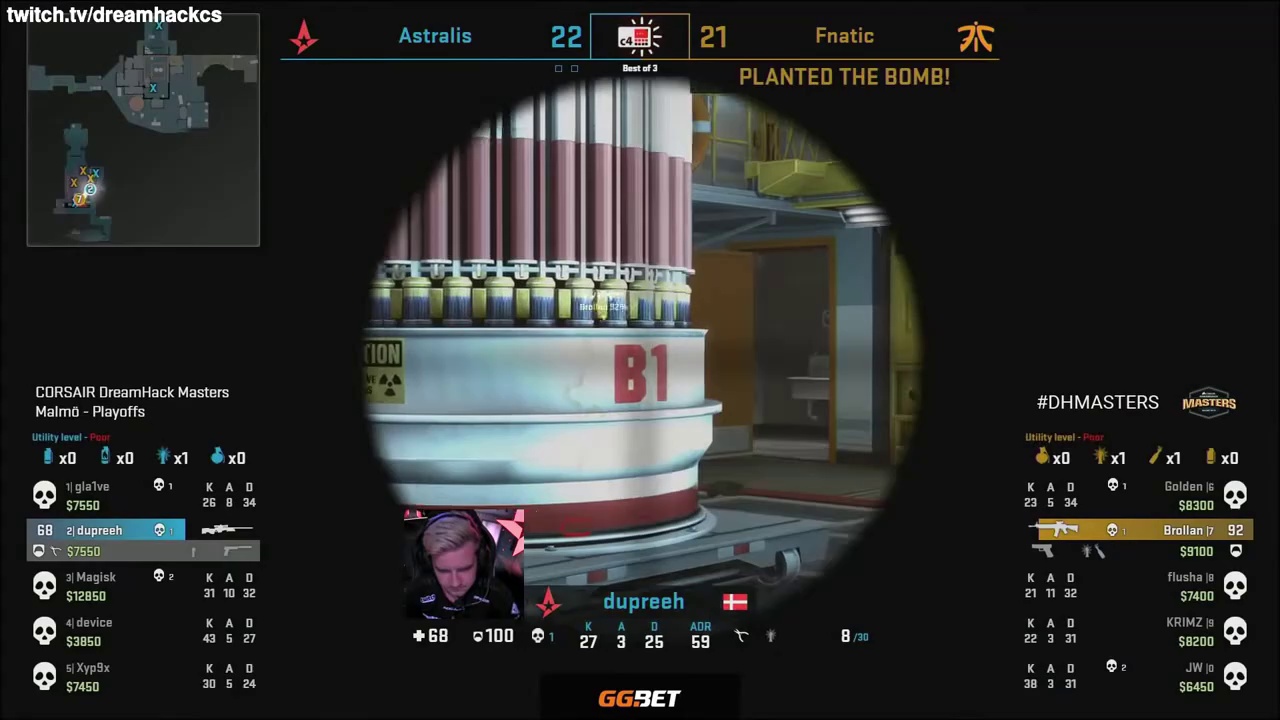 twitch.tv/dreamhackcs
Astralis 22 c4 21 Fnatic
Best of 3
PLANTED THE BOMB!
Brollan 92%
B1
CORSAIR DreamHack Masters
Malmö - Playoffs
Utility level - Poor
x0 x0 x1 x0
1| gla1ve 1 K A D
$7550 26 8 34
68 2| dupreeh 1
$7550
3| Magisk 2 K A D
$12850 31 10 32
4| device K A D
$3850 43 5 27
5| Xyp9x K A D
$7450 30 5 24
#DHMASTERS MASTERS
Utility level - Poor
x0 x1 x1 x0
K A D 1 Golden |6
23 5 34 $8300
1 Brollan |7 92
$9100
K A D flusha |8
21 11 32 $7400
K A D KRIMZ |9
22 3 31 $8200
K A D 2 JW |0
38 3 31 $6450
dupreeh
68 100 1 K A D ADR 8/30
27 3 25 59
GG.BET